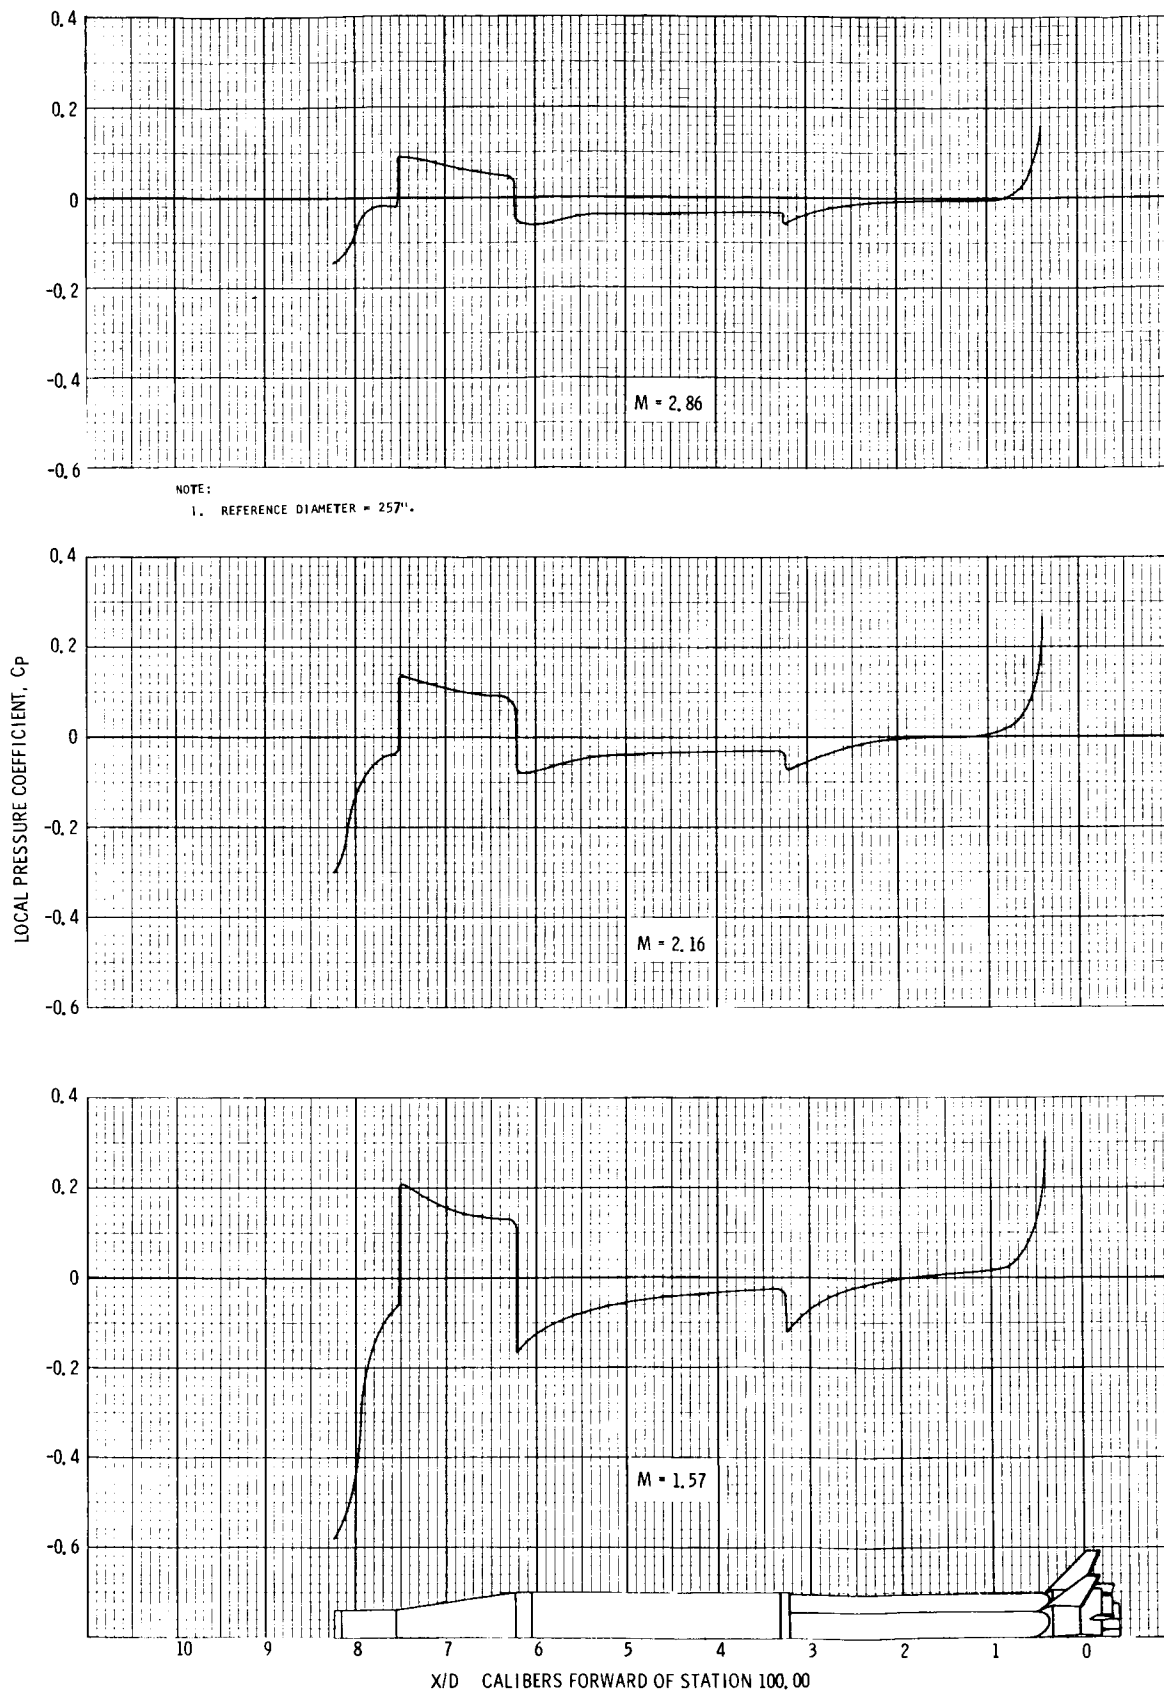 0.4
0.2
0
-0.2
-0.4
-0.6
M = 2.86
NOTE:
1. REFERENCE DIAMETER = 257".
0.4
0.2
0
-0.2
-0.4
-0.6
M = 2.16
LOCAL PRESSURE COEFFICIENT, Cp
0.4
0.2
0
-0.2
-0.4
-0.6
M = 1.57
10 9 8 7 6 5 4 3 2 1 0
X/D CALIBERS FORWARD OF STATION 100.00